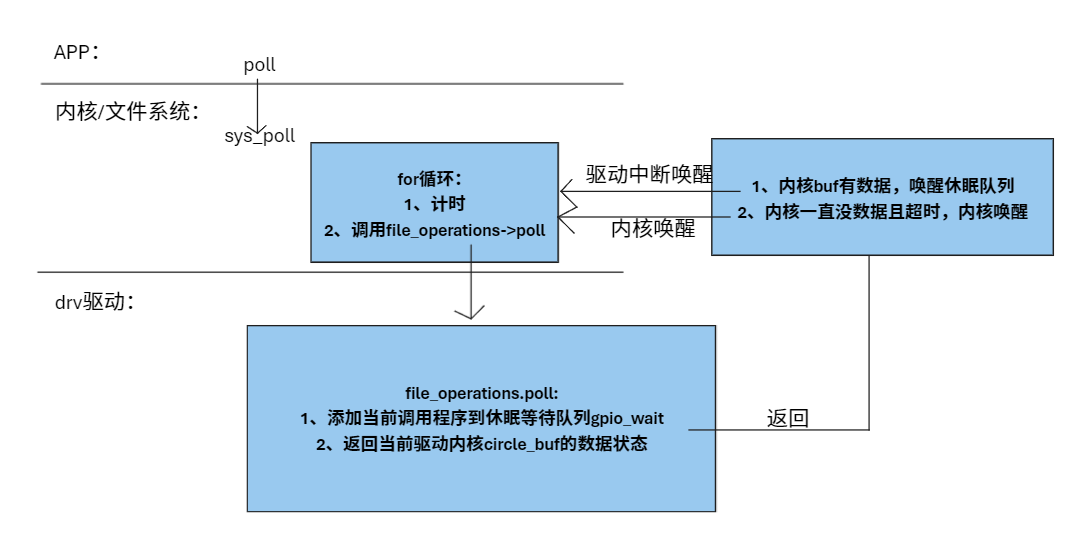 APP：
poll
内核/文件系统：
sys_poll
for循环：
1、计时
2、调用file_operations->poll
驱动中断唤醒
内核唤醒
1、内核buf有数据，唤醒休眠队列
2、内核一直没数据且超时，内核唤醒
drv驱动：
file_operations.poll:
1、添加当前调用程序到休眠等待队列gpio_wait
2、返回当前驱动内核circle_buf的数据状态
返回